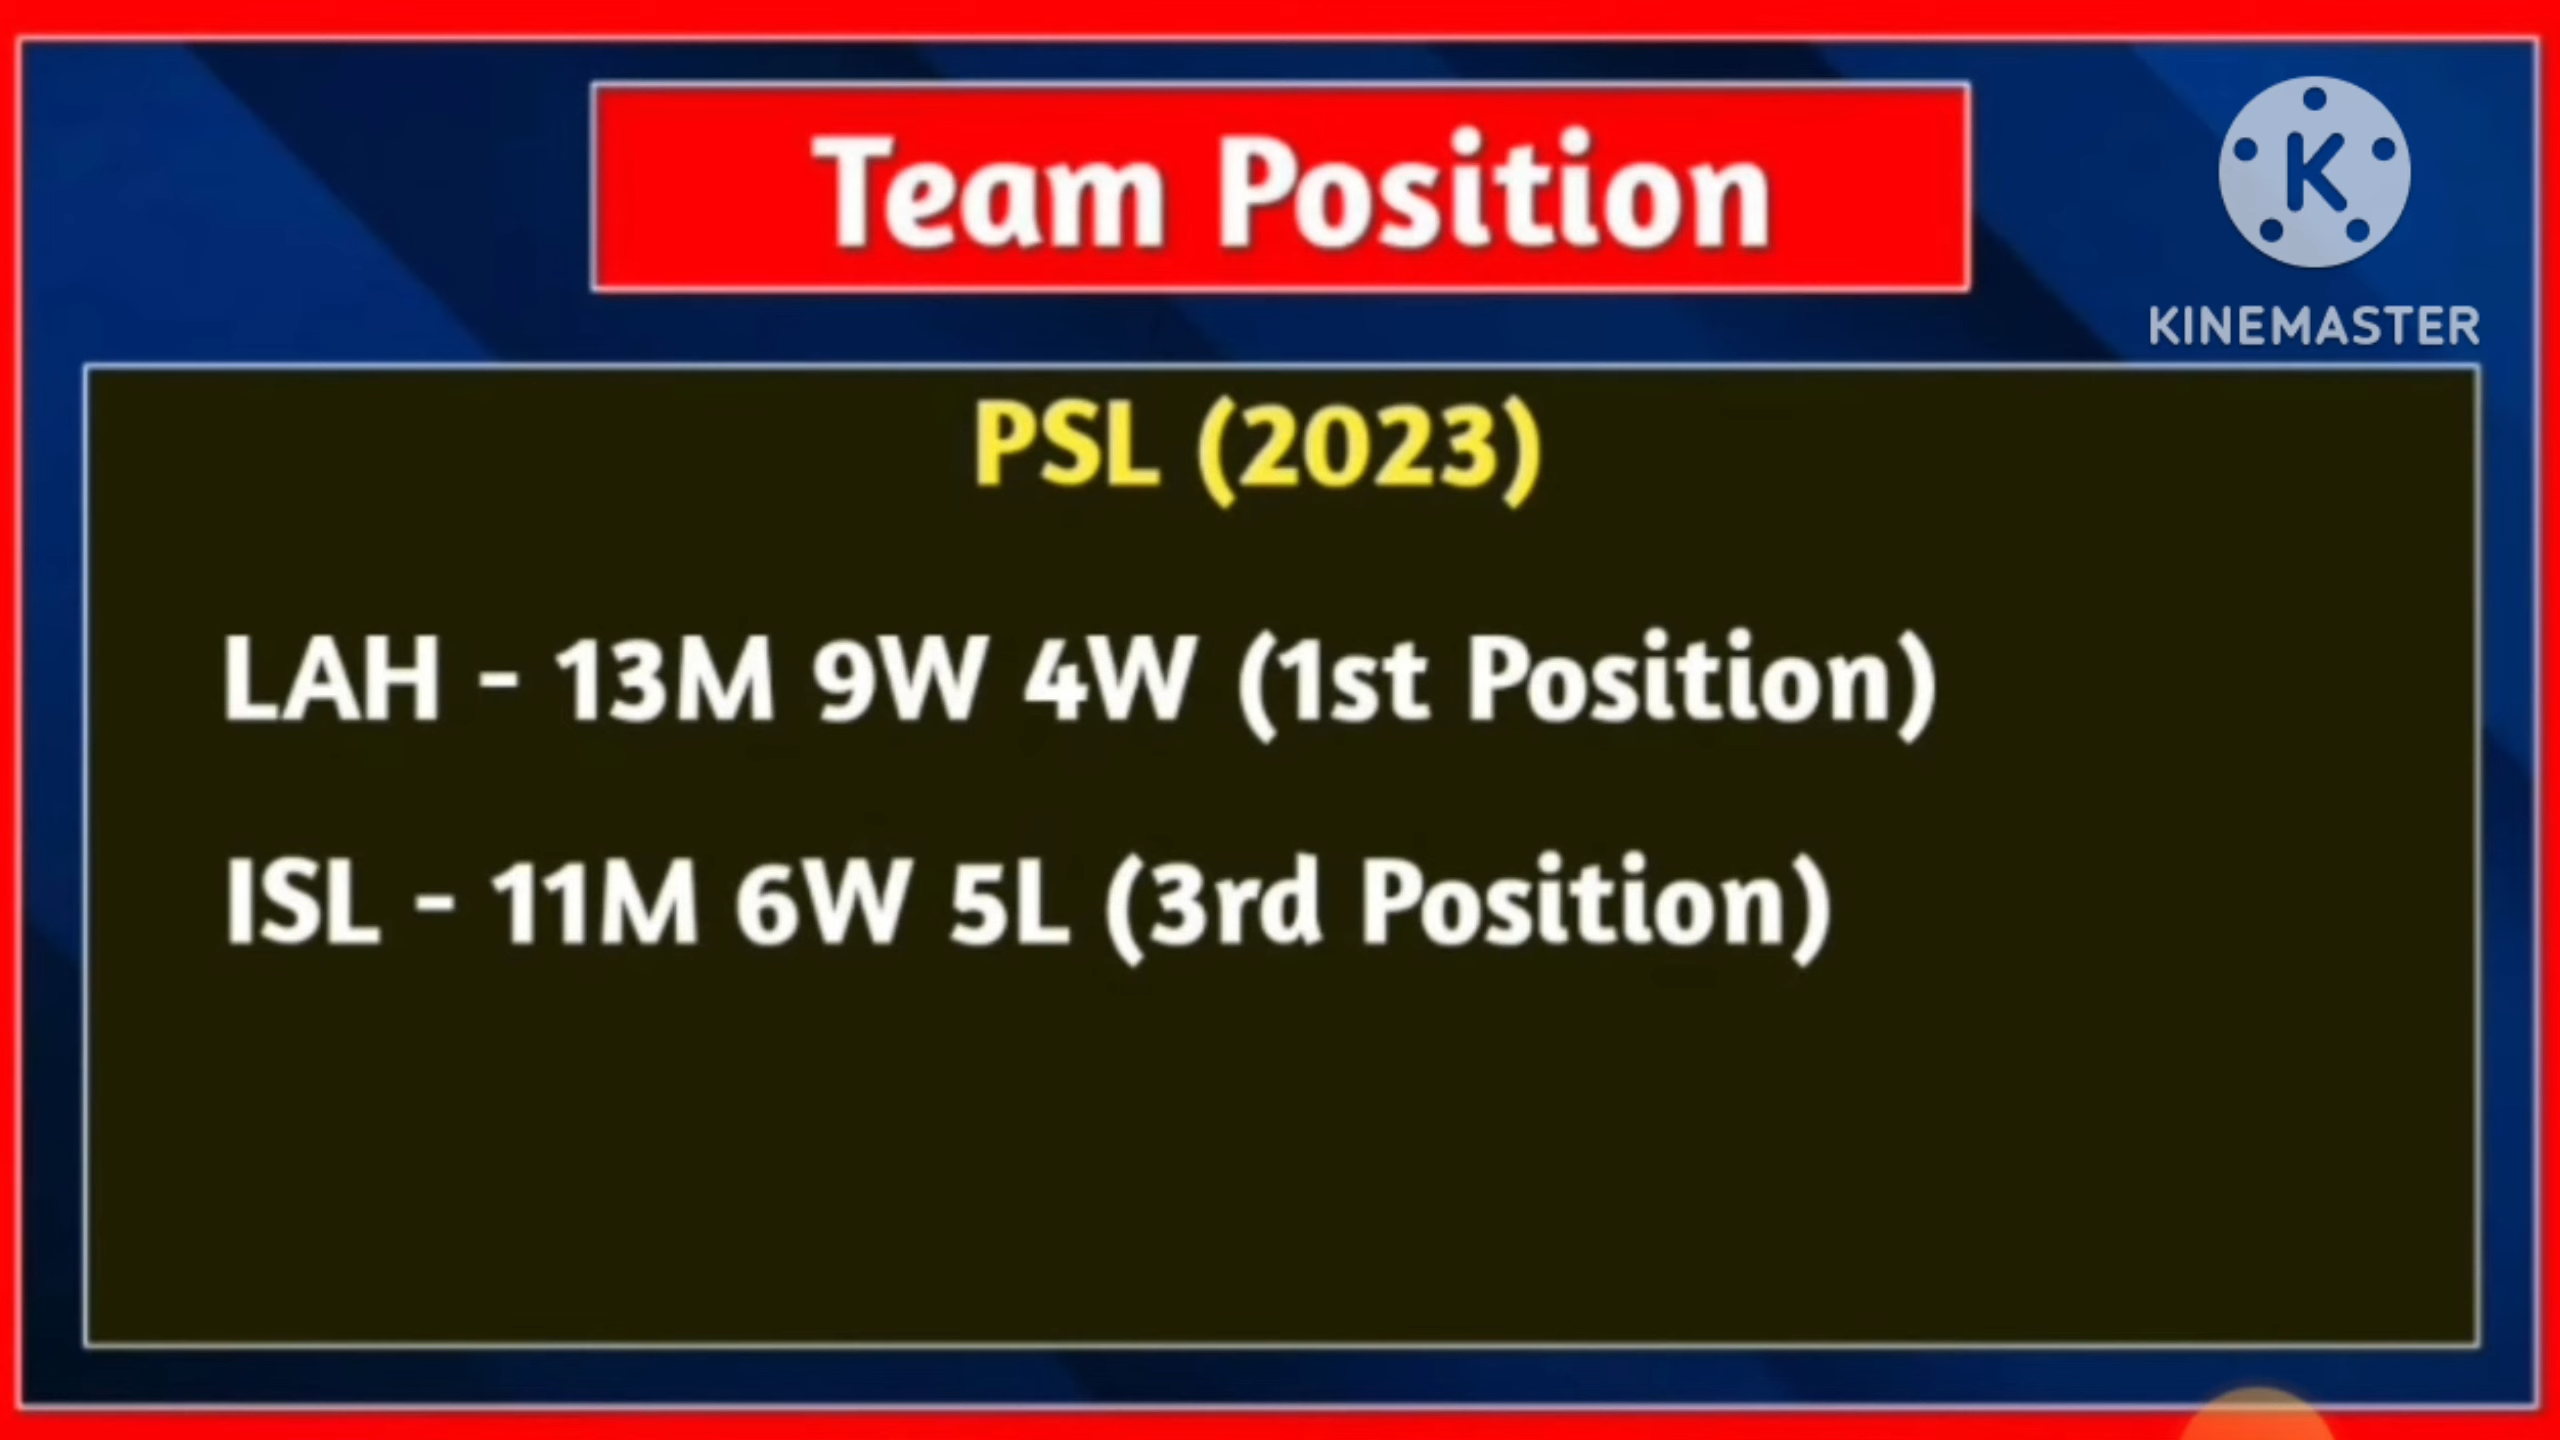 Team Position
K
KINEMASTER
PSL (2023)
LAH - 13M 9W 4W (1st Position)
ISL - 11M 6W 5L (3rd Position)